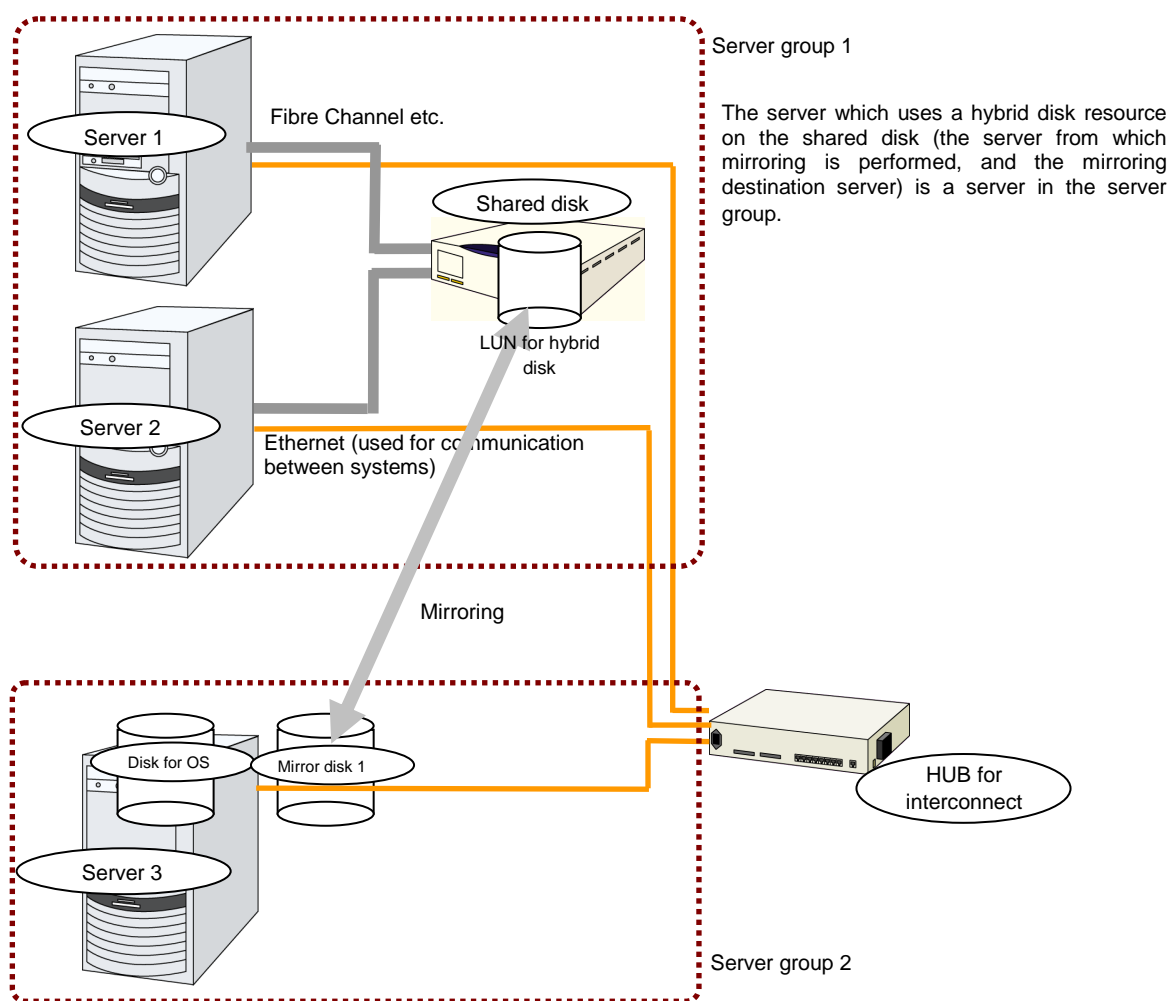 Server group 1
The server which uses a hybrid disk resource
on the shared disk (the server from which
mirroring is performed, and the mirroring
destination server) is a server in the server
group.
Fibre Channel etc.
Server 1
Shared disk
LUN for hybrid
disk
Server 2
Ethernet (used for communication
between systems)
Mirroring
Disk for OS
Mirror disk 1
HUB for
interconnect
Server 3
Server group 2